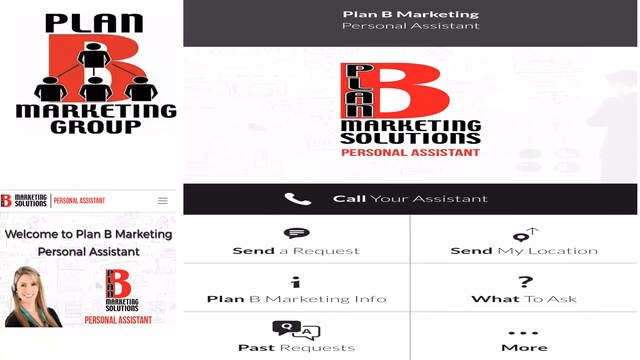 PLAN
B
MARKETING
GROUP
B MARKETING SOLUTIONS | PERSONAL ASSISTANT
Welcome to Plan B Marketing
Personal Assistant
PLAN B
MARKETING
SOLUTIONS
PERSONAL ASSISTANT
Plan B Marketing
Personal Assistant
PLAN B
MARKETING
SOLUTIONS
PERSONAL ASSISTANT
Call Your Assistant
Send a Request
Send My Location
Plan B Marketing Info
What To Ask
Q A
Past Requests
More